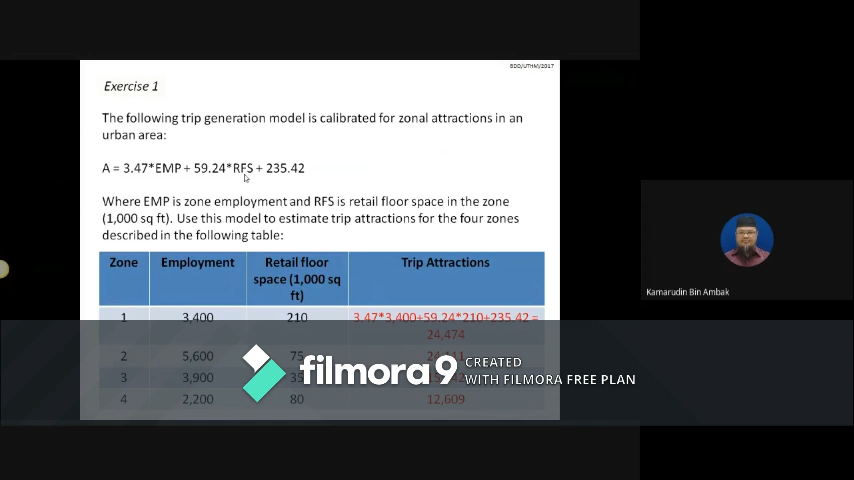 BDD/UTHM/2017
Exercise 1
The following trip generation model is calibrated for zonal attractions in an
urban area:
A = 3.47*EMP + 59.24*RFS + 235.42
Where EMP is zone employment and RFS is retail floor space in the zone
(1,000 sq ft). Use this model to estimate trip attractions for the four zones
described in the following table:
Zone Employment Retail floor space (1,000 sq ft) Trip Attractions
1 3,400 210 3.47*3,400+59.24*210+235.42 =
24,474
2 5,600 75
3 3,900 35
4 2,200 80 12,609
filmora9 CREATED
WITH FILMORA FREE PLAN
Kamarudin Bin Ambak